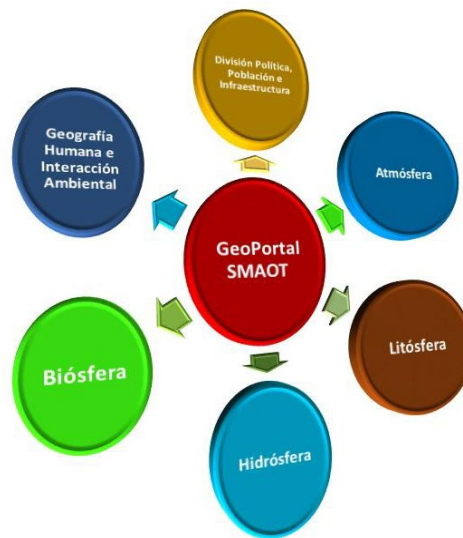 División Política,
Población e
Infraestructura
Geografía
Humana e
Interacción
Ambiental
Atmósfera
GeoPortal
SMAOT
Litósfera
Biósfera
Hidrósfera